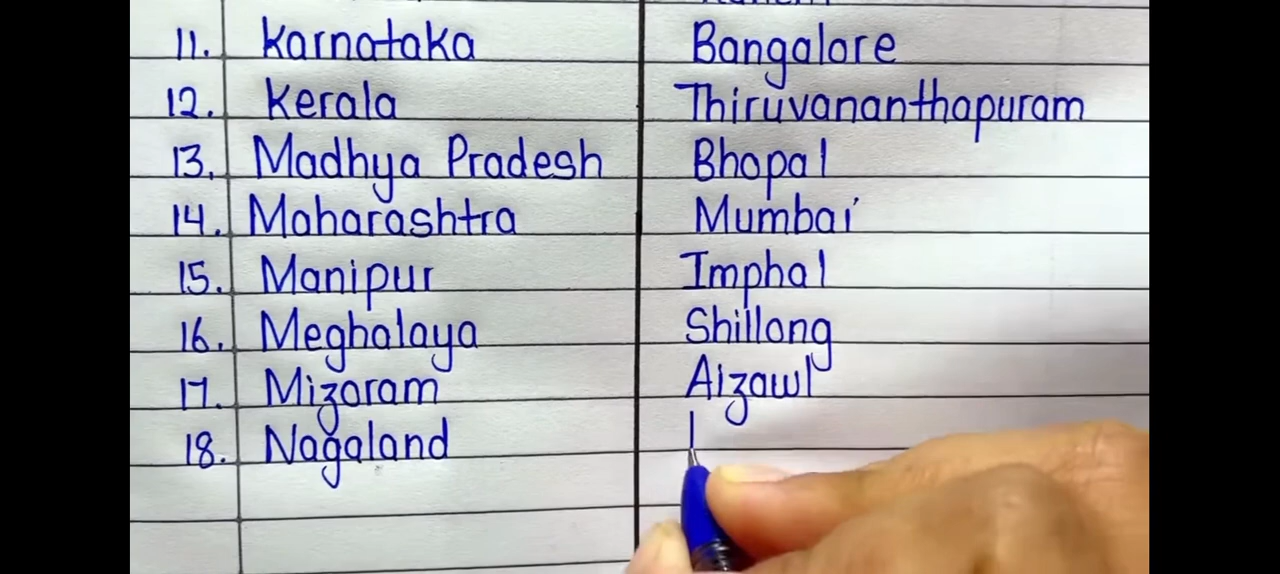 11. Karnataka Bangalore
12. Kerala Thiruvananthapuram
13. Madhya Pradesh Bhopal
14. Maharashtra Mumbai
15. Manipur Imphal
16. Meghalaya Shillong
17. Mizoram Aizawl
18. Nagaland